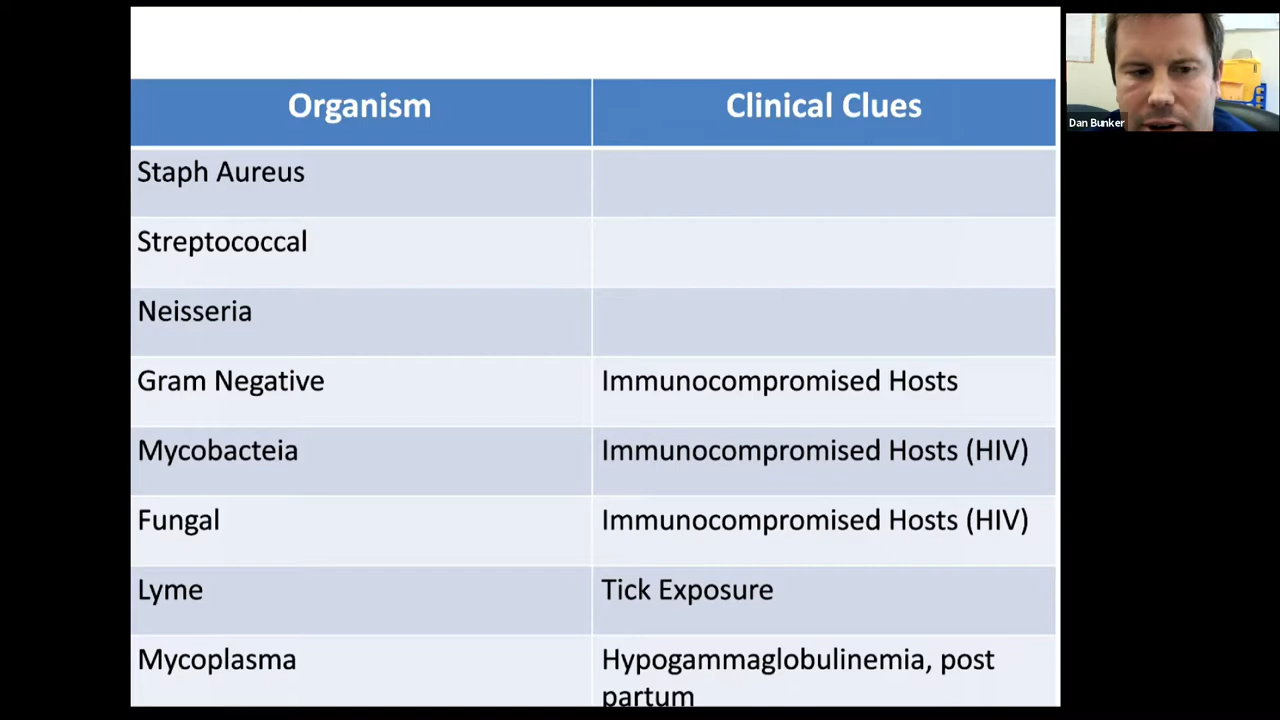 Organism Clinical Clues
Staph Aureus
Streptococcal
Neisseria
Gram Negative Immunocompromised Hosts
Mycobacteia Immunocompromised Hosts (HIV)
Fungal Immunocompromised Hosts (HIV)
Lyme Tick Exposure
Mycoplasma Hypogammaglobulinemia, post
partum
Dan Bunker